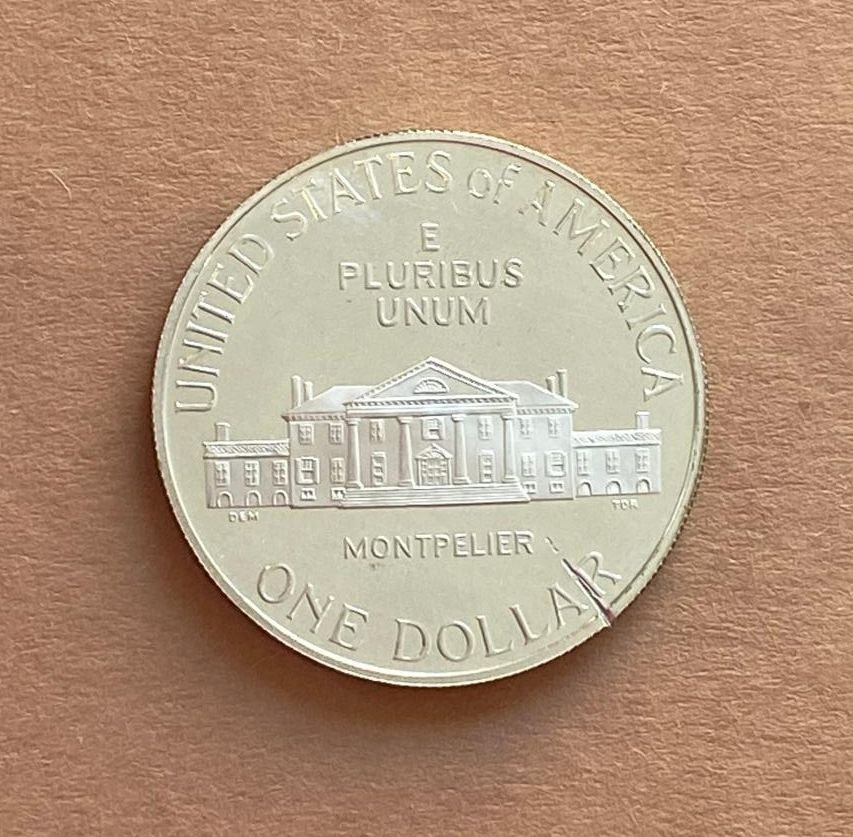 UNITED STATES of AMERICA
E
PLURIBUS
UNUM
DEM
TDR
MONTPELIER
ONE DOLLAR